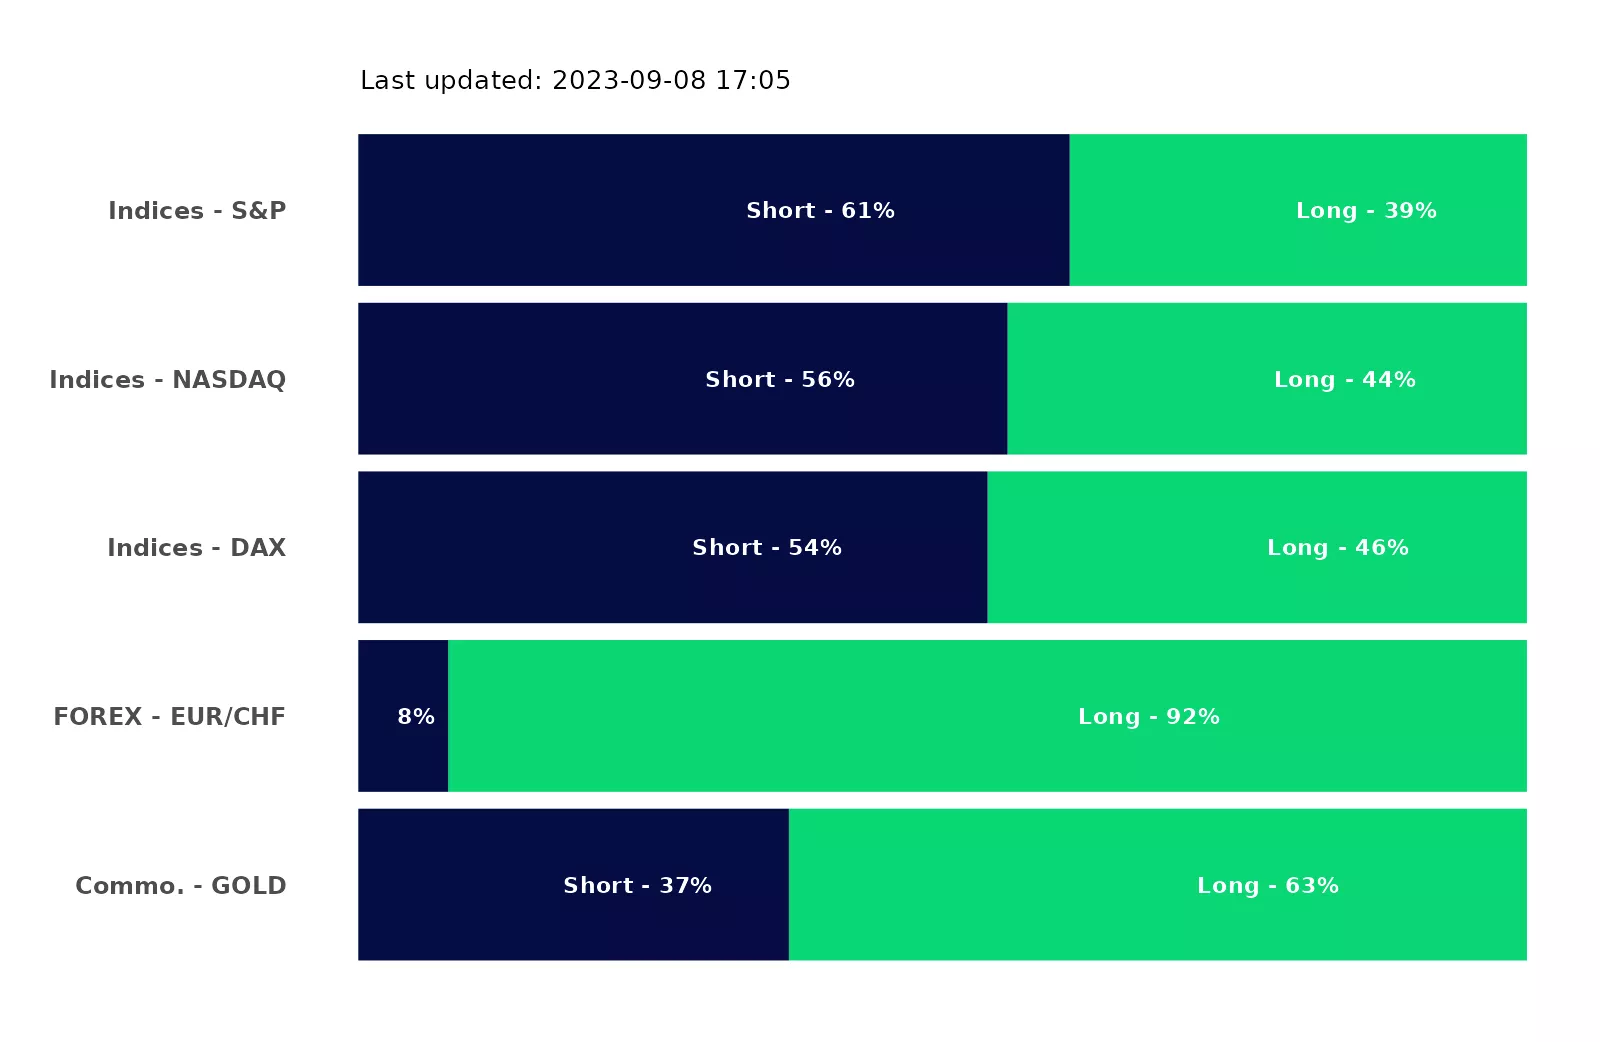 Last updated: 2023-09-08 17:05
Indices - S&P Short - 61% Long - 39%
Indices - NASDAQ Short - 56% Long - 44%
Indices - DAX Short - 54% Long - 46%
FOREX - EUR/CHF 8% Long - 92%
Commo. - GOLD Short - 37% Long - 63%